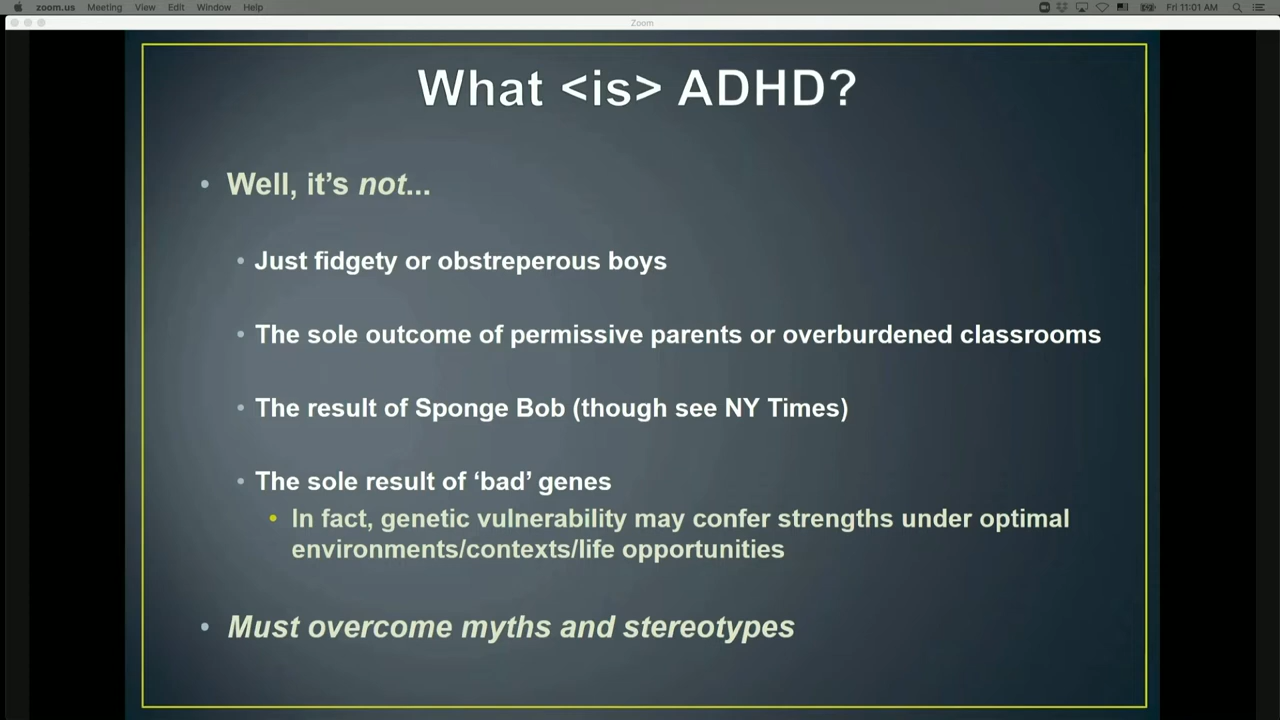 zoom.us Meeting View Edit Window Help Fri 11:01 AM
Zoom
What <is> ADHD?
• Well, it's not...
• Just fidgety or obstreperous boys
• The sole outcome of permissive parents or overburdened classrooms
• The result of Sponge Bob (though see NY Times)
• The sole result of ‘bad’ genes
• In fact, genetic vulnerability may confer strengths under optimal
environments/contexts/life opportunities
• Must overcome myths and stereotypes